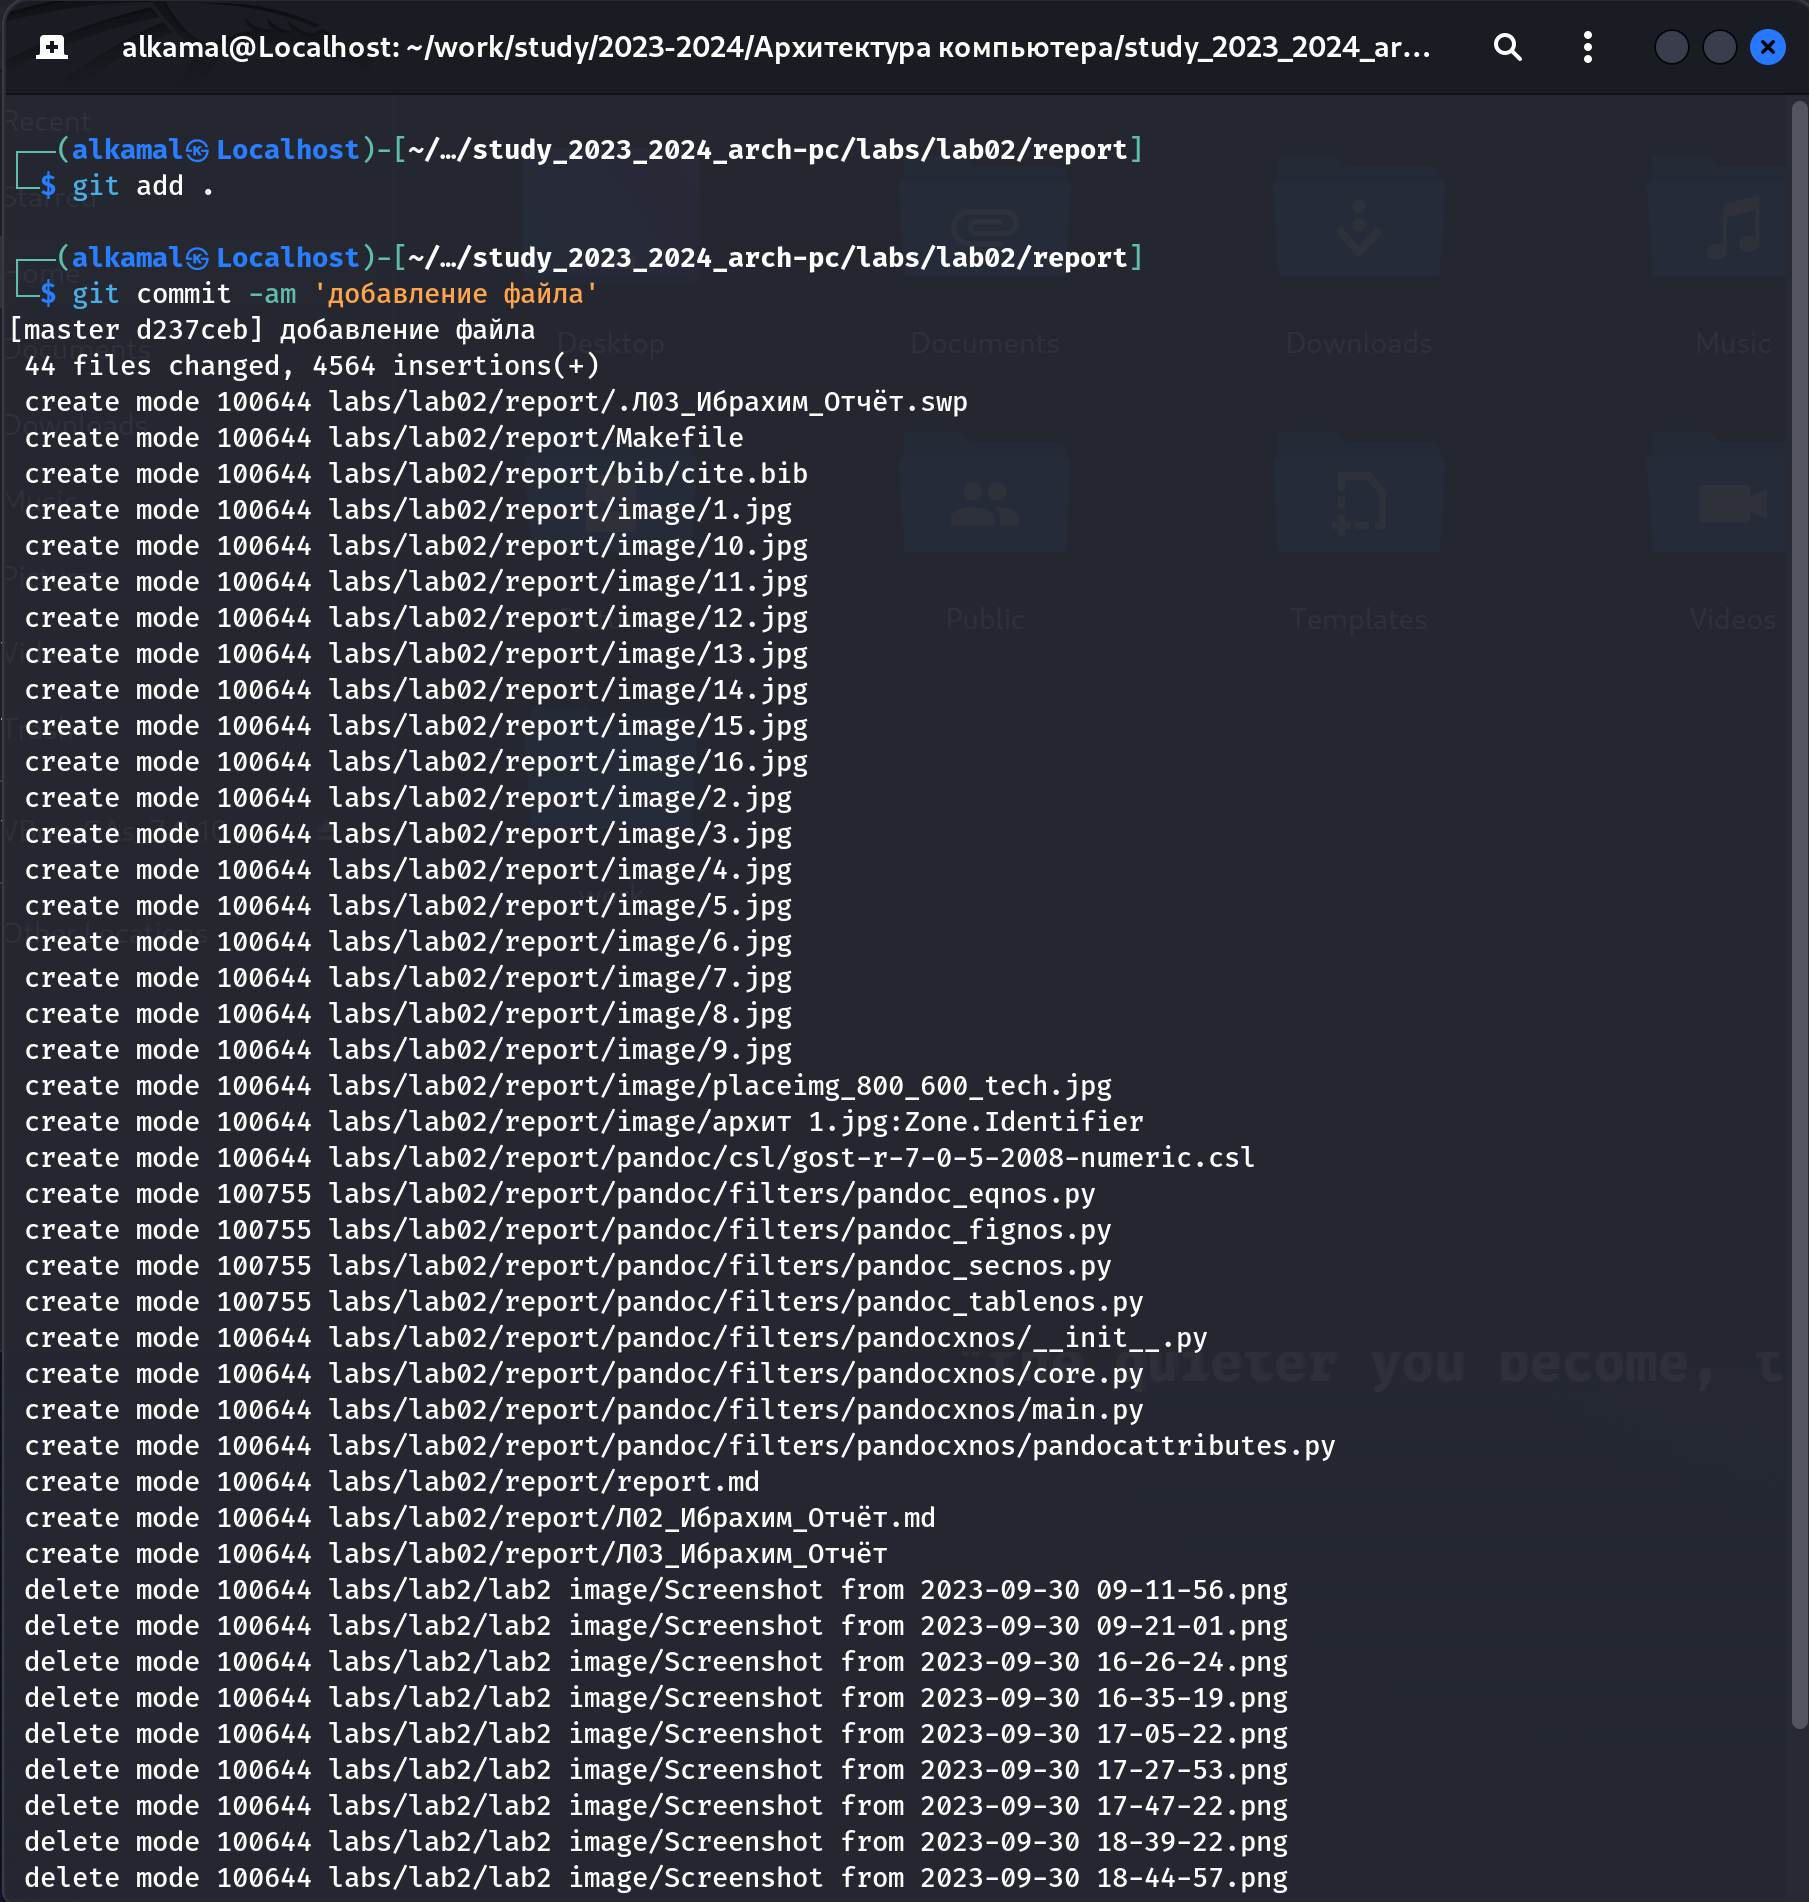 alkamal@Localhost: ~/work/study/2023-2024/Архитектура компьютера/study_2023_2024_ar...
Recent
┌──(alkamal㉿Localhost)-[~/…/study_2023_2024_arch-pc/labs/lab02/report]
└─$ git add .
Starred
┌──(alkamal㉿Localhost)-[~/…/study_2023_2024_arch-pc/labs/lab02/report]
Home
└─$ git commit -am 'добавление файла'
[master d237ceb] добавление файла
Documents Desktop Documents Downloads Music
44 files changed, 4564 insertions(+)
create mode 100644 labs/lab02/report/.Л03_Ибрахим_Отчёт.swp
Downloads
create mode 100644 labs/lab02/report/Makefile
create mode 100644 labs/lab02/report/bib/cite.bib
Music
create mode 100644 labs/lab02/report/image/1.jpg
create mode 100644 labs/lab02/report/image/10.jpg
create mode 100644 labs/lab02/report/image/11.jpg
create mode 100644 labs/lab02/report/image/12.jpg
Public Templates Videos
create mode 100644 labs/lab02/report/image/13.jpg
create mode 100644 labs/lab02/report/image/14.jpg
create mode 100644 labs/lab02/report/image/15.jpg
create mode 100644 labs/lab02/report/image/16.jpg
create mode 100644 labs/lab02/report/image/2.jpg
create mode 100644 labs/lab02/report/image/3.jpg
create mode 100644 labs/lab02/report/image/4.jpg
work
create mode 100644 labs/lab02/report/image/5.jpg
Other Locations
create mode 100644 labs/lab02/report/image/6.jpg
create mode 100644 labs/lab02/report/image/7.jpg
create mode 100644 labs/lab02/report/image/8.jpg
create mode 100644 labs/lab02/report/image/9.jpg
create mode 100644 labs/lab02/report/image/placeimg_800_600_tech.jpg
create mode 100644 labs/lab02/report/image/архит 1.jpg:Zone.Identifier
create mode 100644 labs/lab02/report/pandoc/csl/gost-r-7-0-5-2008-numeric.csl
create mode 100755 labs/lab02/report/pandoc/filters/pandoc_eqnos.py
create mode 100755 labs/lab02/report/pandoc/filters/pandoc_fignos.py
create mode 100755 labs/lab02/report/pandoc/filters/pandoc_secnos.py
create mode 100755 labs/lab02/report/pandoc/filters/pandoc_tablenos.py
create mode 100644 labs/lab02/report/pandoc/filters/pandocxnos/__init__.py
quieter you become, t
create mode 100644 labs/lab02/report/pandoc/filters/pandocxnos/core.py
create mode 100644 labs/lab02/report/pandoc/filters/pandocxnos/main.py
create mode 100644 labs/lab02/report/pandoc/filters/pandocxnos/pandocattributes.py
create mode 100644 labs/lab02/report/report.md
create mode 100644 labs/lab02/report/Л02_Ибрахим_Отчёт.md
create mode 100644 labs/lab02/report/Л03_Ибрахим_Отчёт
delete mode 100644 labs/lab2/lab2 image/Screenshot from 2023-09-30 09-11-56.png
delete mode 100644 labs/lab2/lab2 image/Screenshot from 2023-09-30 09-21-01.png
delete mode 100644 labs/lab2/lab2 image/Screenshot from 2023-09-30 16-26-24.png
delete mode 100644 labs/lab2/lab2 image/Screenshot from 2023-09-30 16-35-19.png
delete mode 100644 labs/lab2/lab2 image/Screenshot from 2023-09-30 17-05-22.png
delete mode 100644 labs/lab2/lab2 image/Screenshot from 2023-09-30 17-27-53.png
delete mode 100644 labs/lab2/lab2 image/Screenshot from 2023-09-30 17-47-22.png
delete mode 100644 labs/lab2/lab2 image/Screenshot from 2023-09-30 18-39-22.png
delete mode 100644 labs/lab2/lab2 image/Screenshot from 2023-09-30 18-44-57.png